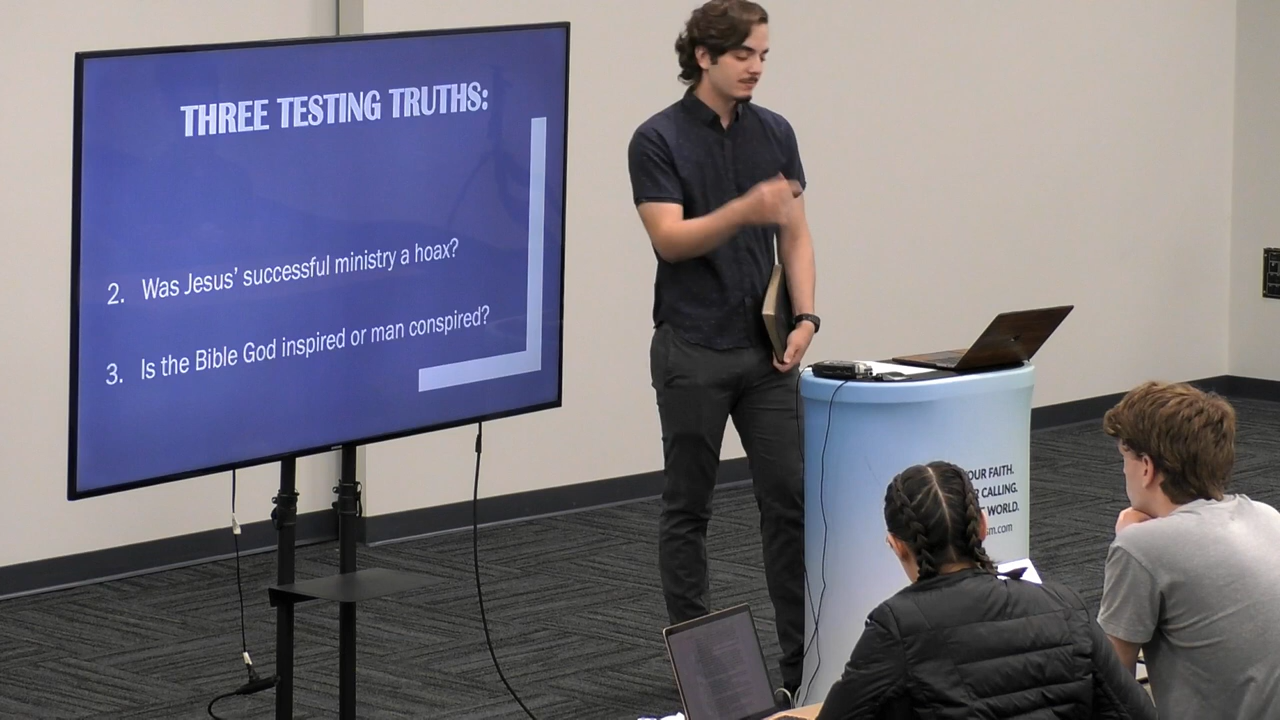 THREE TESTING TRUTHS:
2. Was Jesus' successful ministry a hoax?
3. Is the Bible God inspired or man conspired?
OUR FAITH.
CALLING.
WORLD.
sm.com